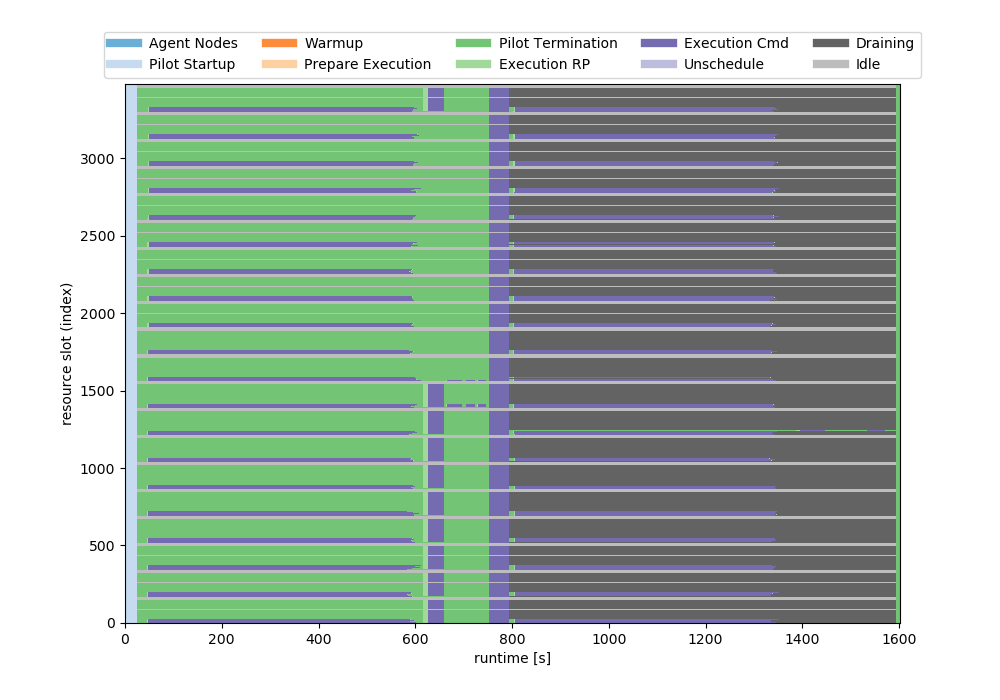 Agent Nodes Warmup Pilot Termination Execution Cmd Draining
Pilot Startup Prepare Execution Execution RP Unschedule Idle
3000
2500
2000
1500
1000
500
0
resource slot (index)
0 200 400 600 800 1000 1200 1400 1600
runtime [s]